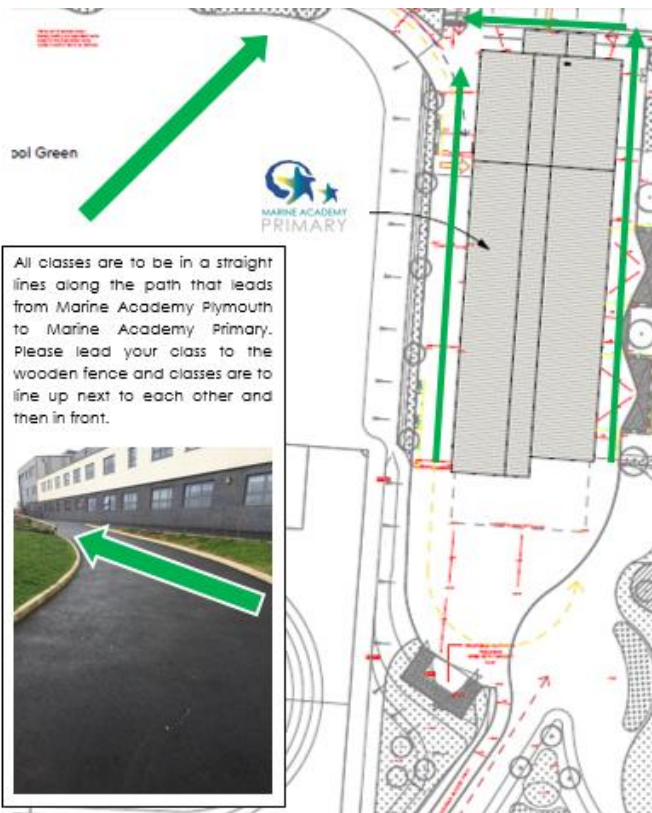 ool Green
MARINE ACADEMY
PRIMARY
All classes are to be in a straight
lines along the path that leads
from Marine Academy Plymouth
to Marine Academy Primary.
Please lead your class to the
wooden fence and classes are to
line up next to each other and
then in front.